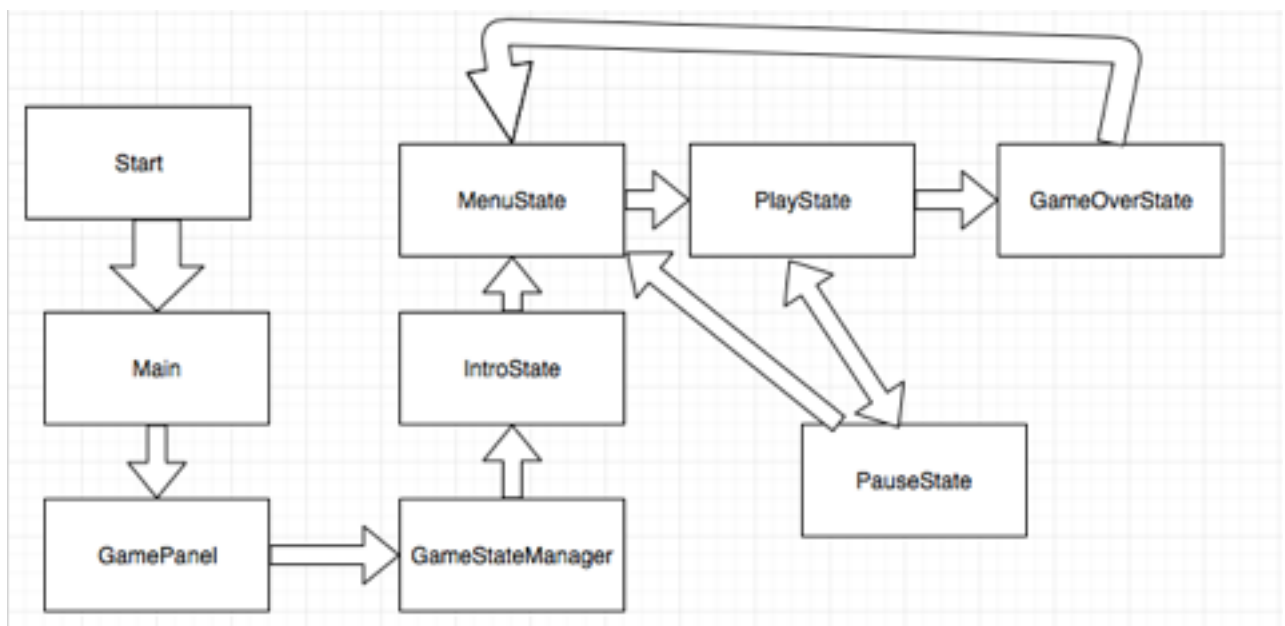 Start
MenuState
PlayState
GameOverState
Main
IntroState
PauseState
GamePanel
GameStateManager